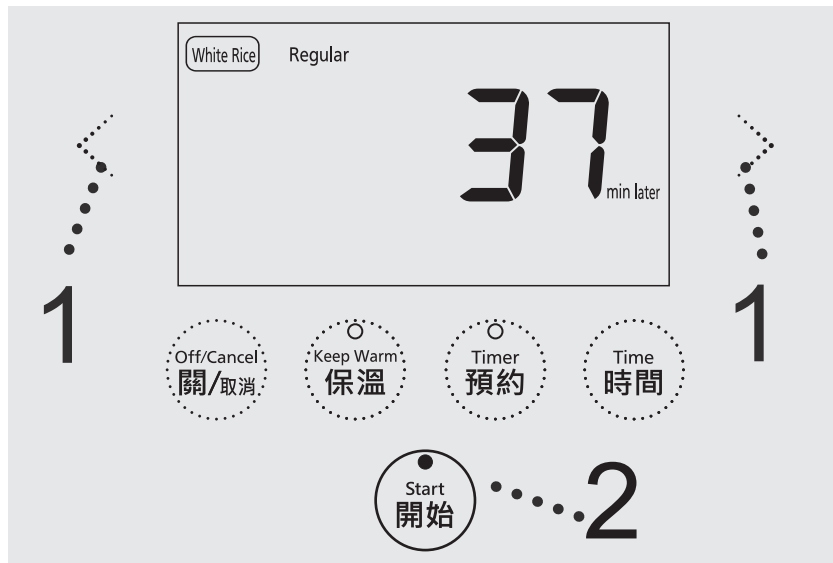 White Rice Regular
37
min later
1
1
Off/Cancel
關/取消
Keep Warm
保溫
Timer
預約
Time
時間
Start
開始
2